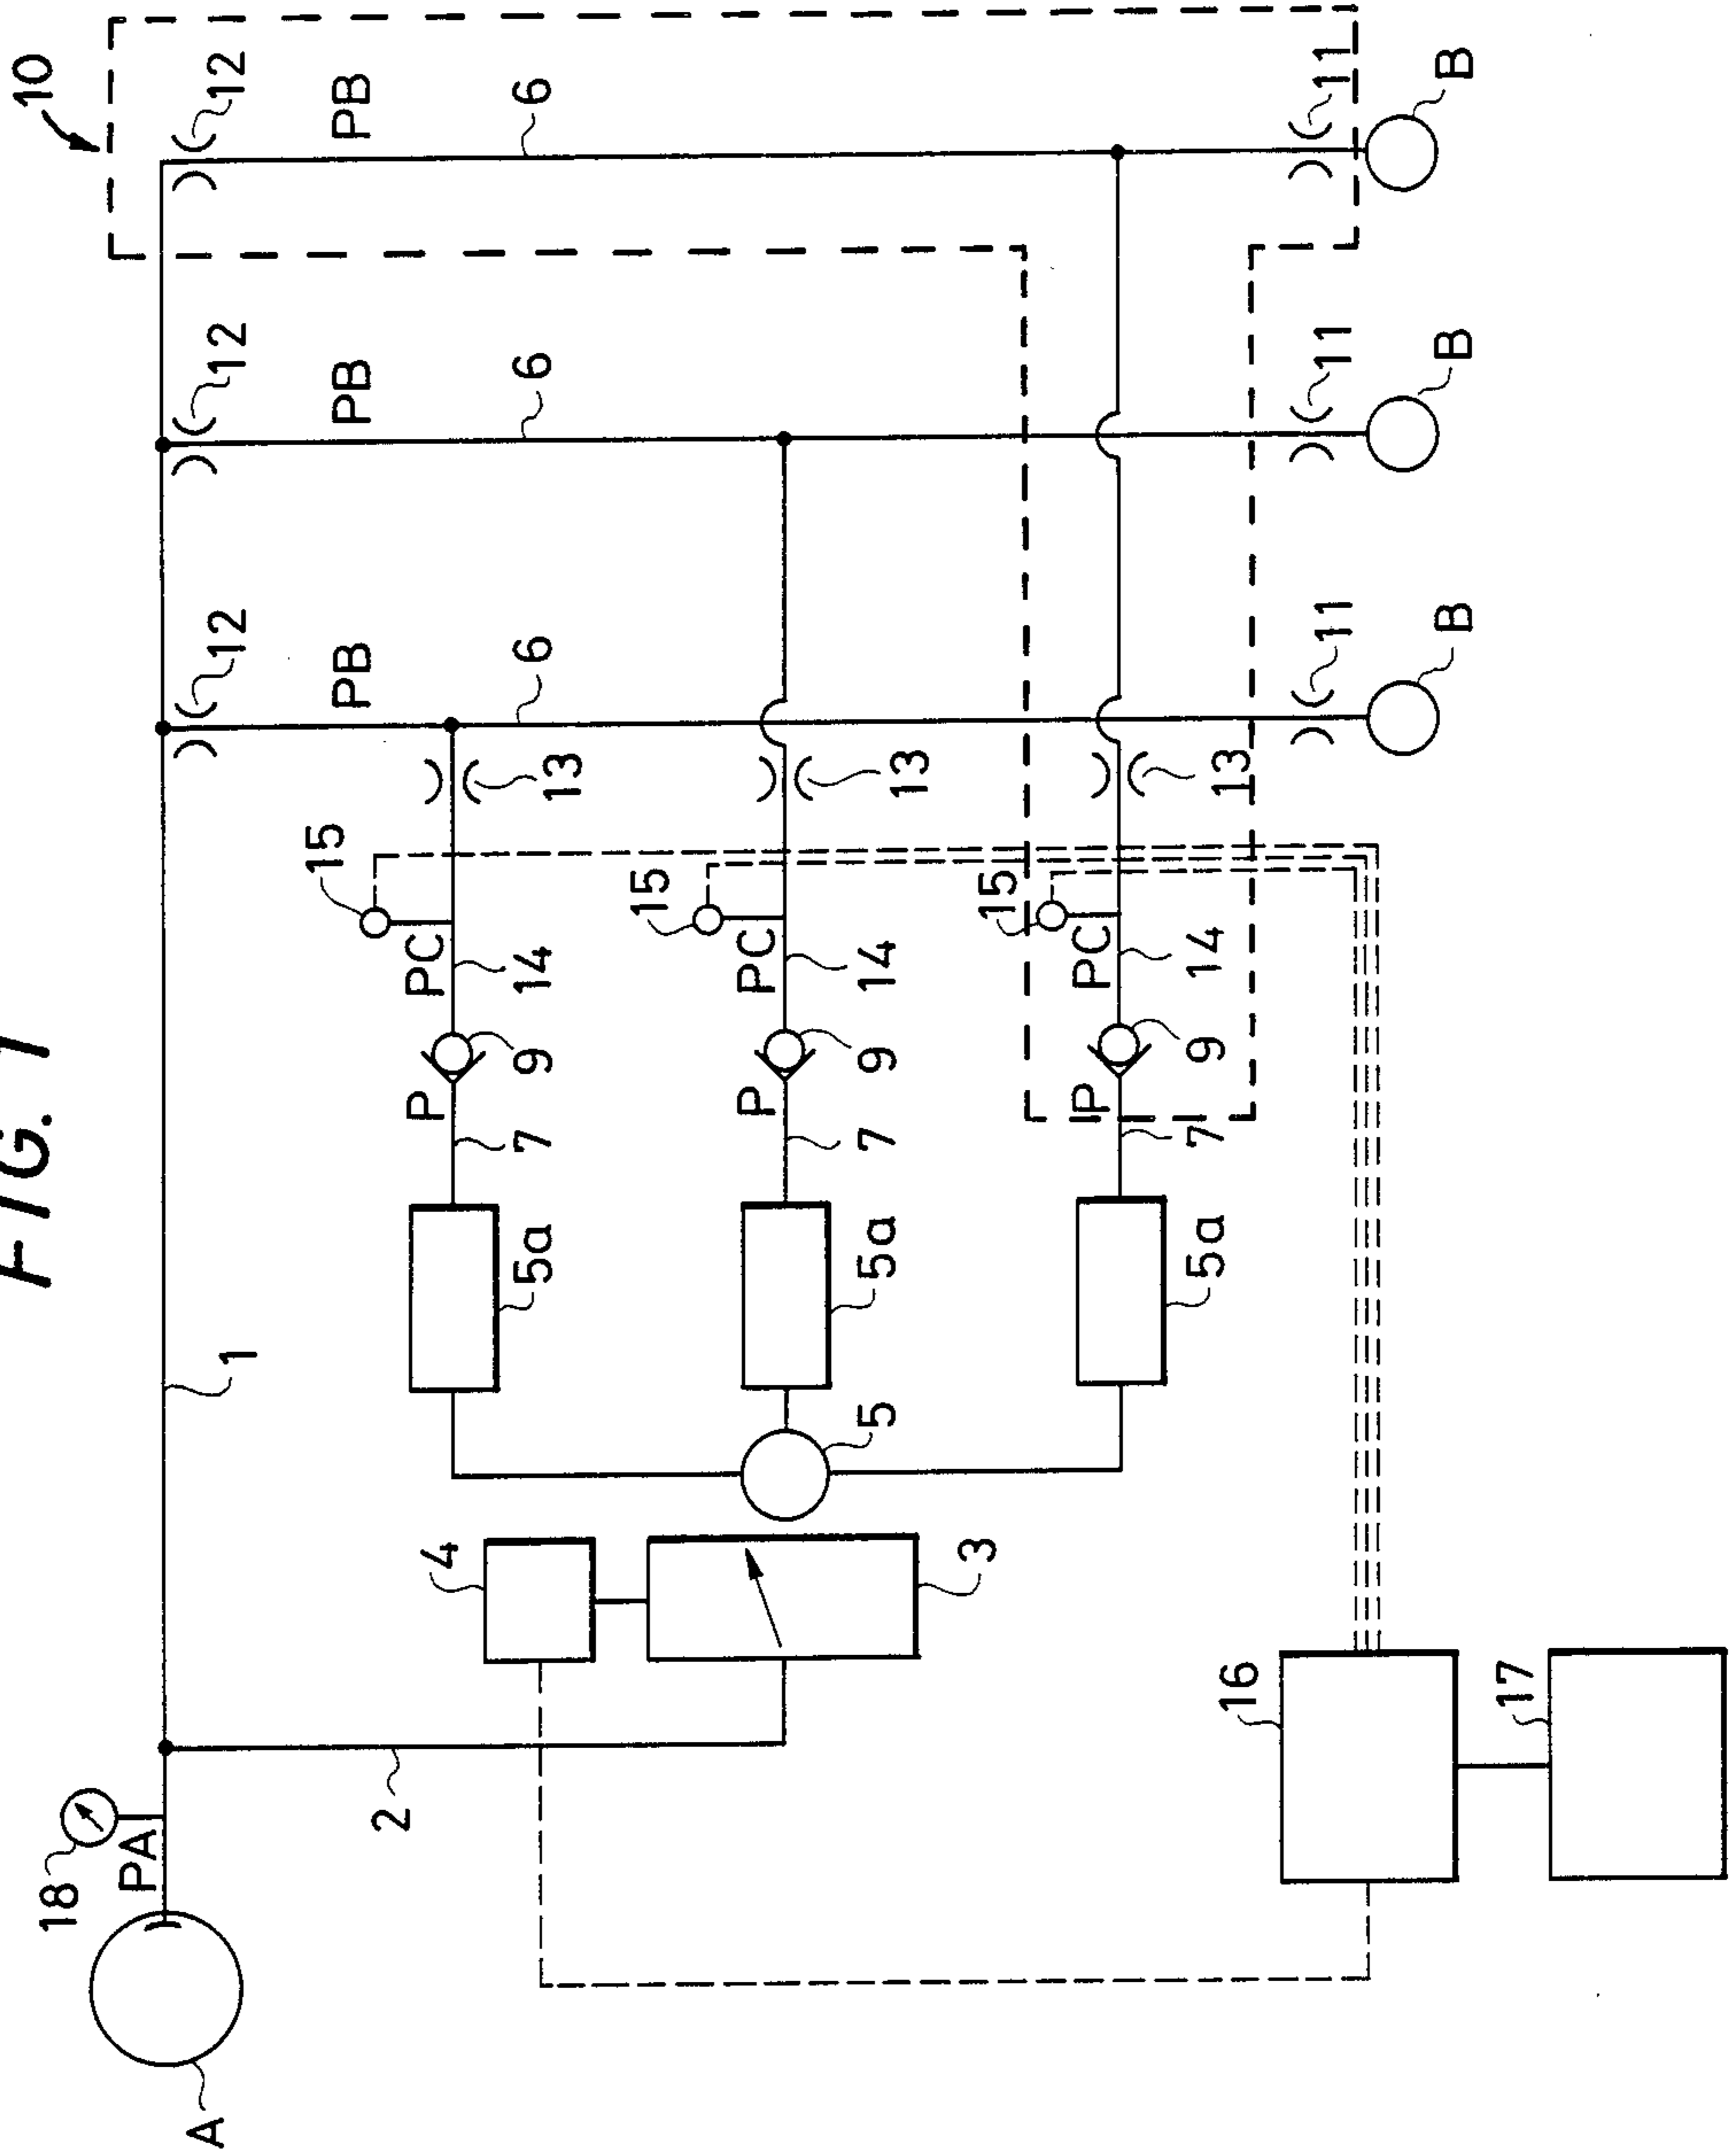 FIG. 1
10
18
PA
A
1 12 12 12
15
PB PB PB
2
4 P PC
5a 7 9 14 13 6 6 6
15
P PC
5 5a 7 9 14 13
3
15
P PC
5a 7 9 14 13
16
11 11 11
B B B
17